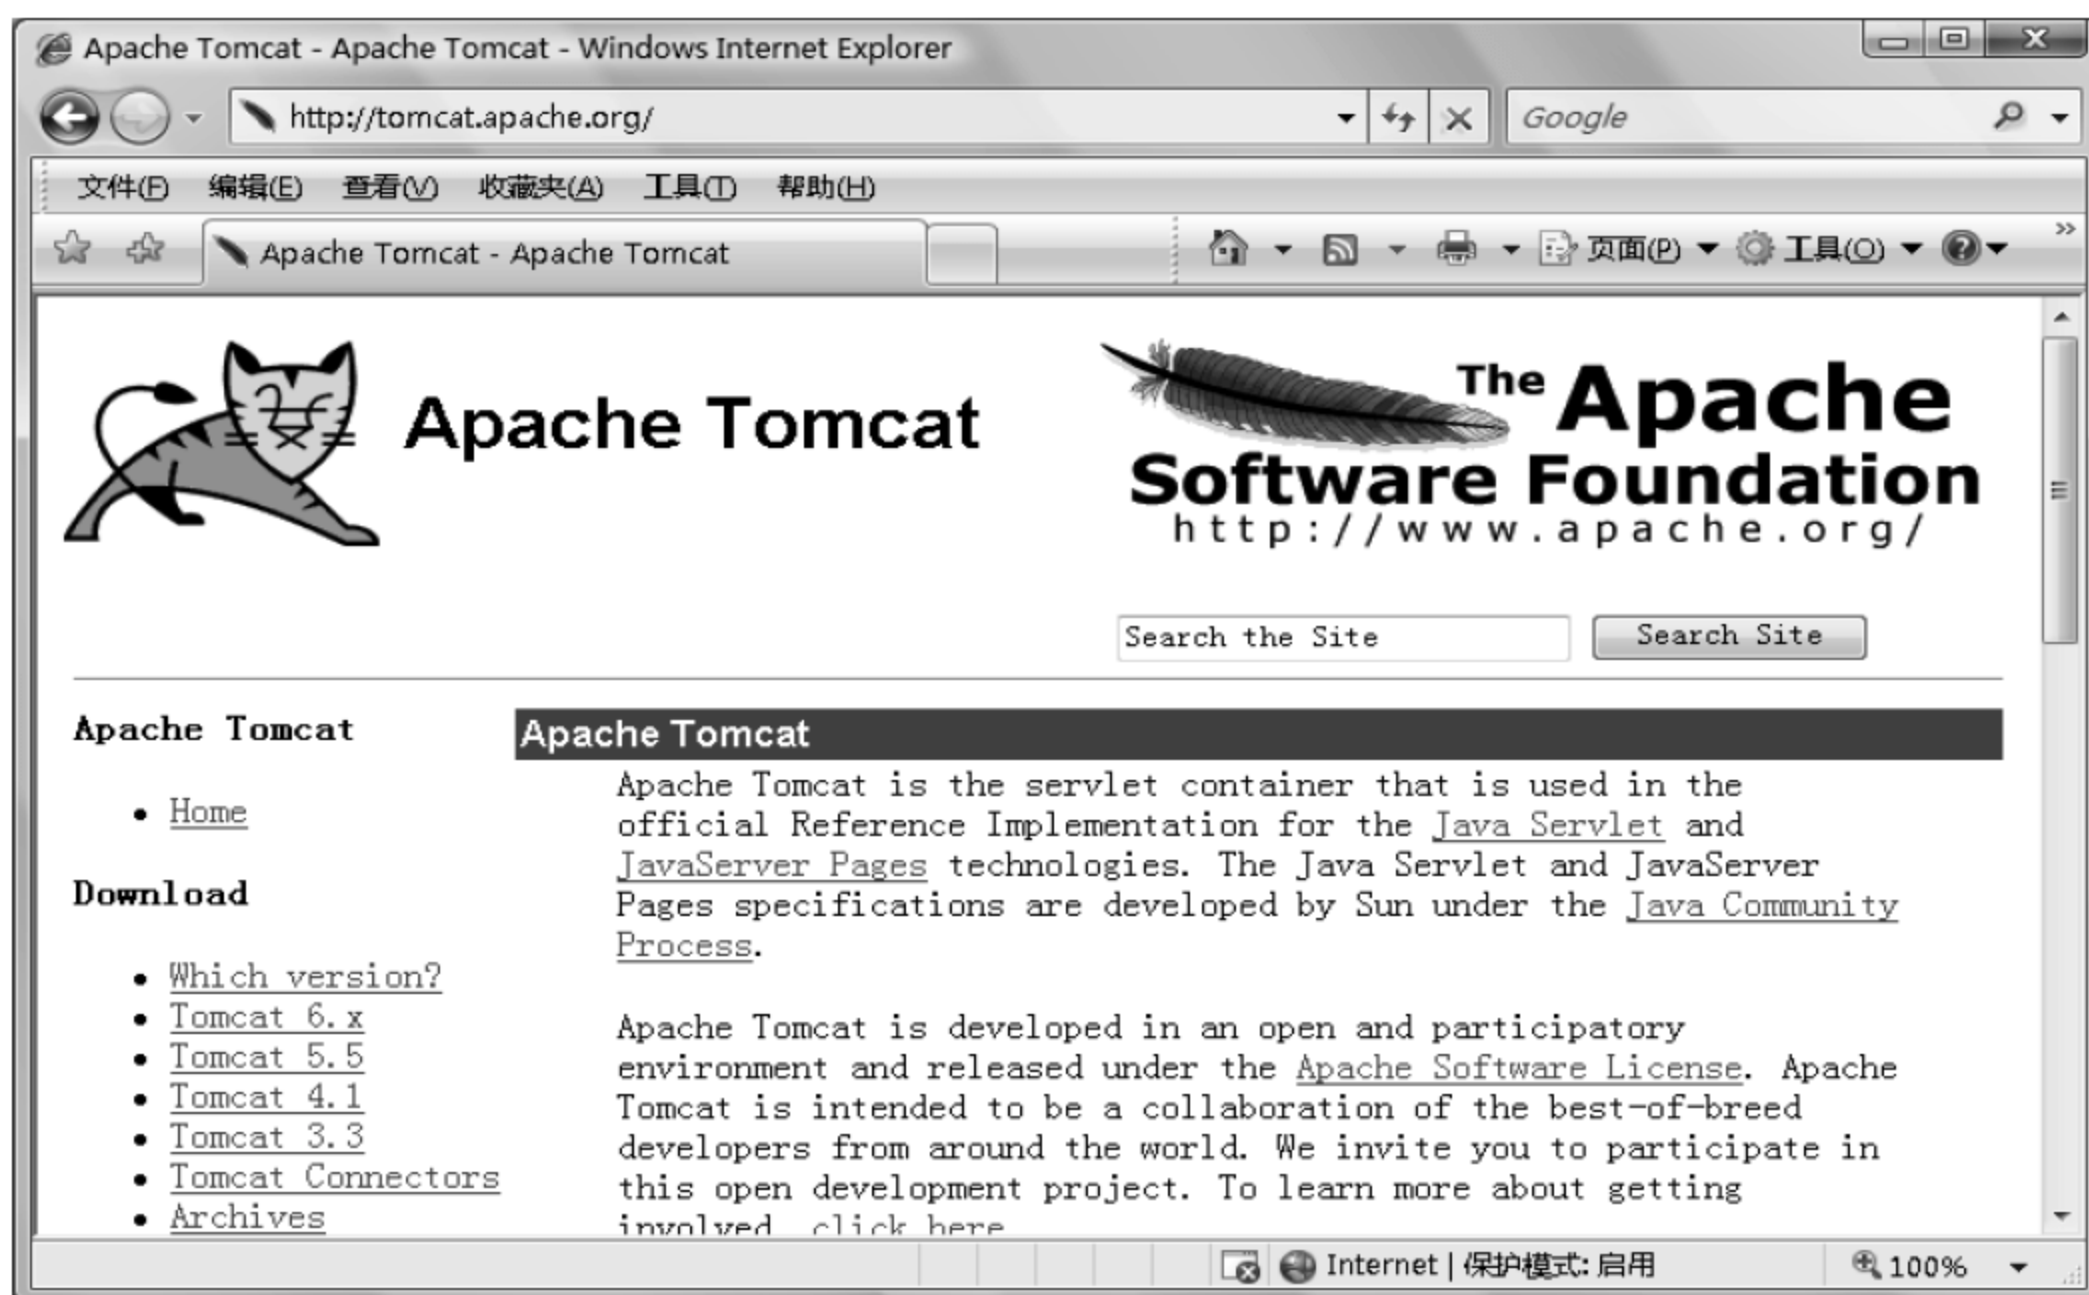 Apache Tomcat - Apache Tomcat - Windows Internet Explorer
http://tomcat.apache.org/
Google
文件(F) 编辑(E) 查看(V) 收藏夹(A) 工具(T) 帮助(H)
Apache Tomcat - Apache Tomcat
页面(P) 工具(O)
Apache Tomcat
The Apache
Software Foundation
http://www.apache.org/
Search the Site Search Site
Apache Tomcat
Home
Download
Which version?
Tomcat 6.x
Tomcat 5.5
Tomcat 4.1
Tomcat 3.3
Tomcat Connectors
Archives
Apache Tomcat
Apache Tomcat is the servlet container that is used in the
official Reference Implementation for the Java Servlet and
JavaServer Pages technologies. The Java Servlet and JavaServer
Pages specifications are developed by Sun under the Java Community
Process.
Apache Tomcat is developed in an open and participatory
environment and released under the Apache Software License. Apache
Tomcat is intended to be a collaboration of the best-of-breed
developers from around the world. We invite you to participate in
this open development project. To learn more about getting
involved, click here
Internet | 保护模式: 启用
100%